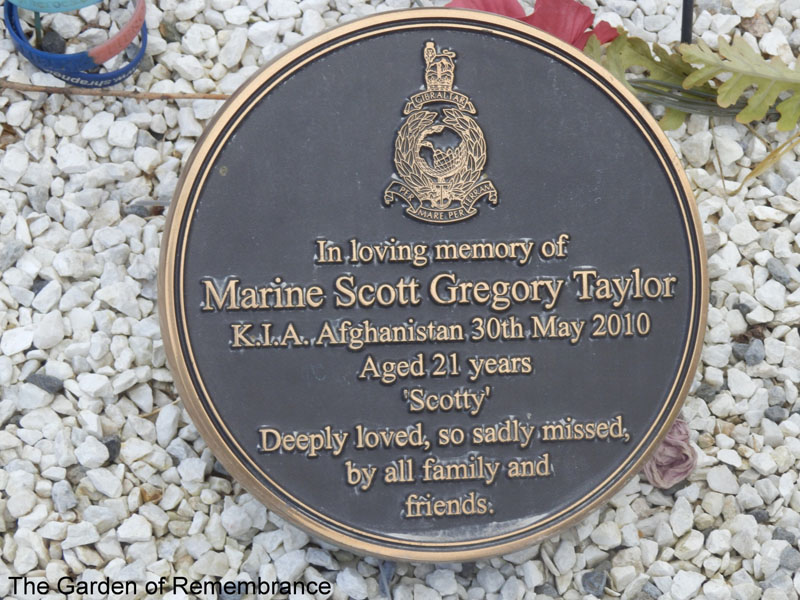 GIBRALTAR
PER MARE PER TERRAM
In loving memory of
Marine Scott Gregory Taylor
K.I.A. Afghanistan 30th May 2010
Aged 21 years
'Scotty'
Deeply loved, so sadly missed,
by all family and
friends.
The Garden of Remembrance